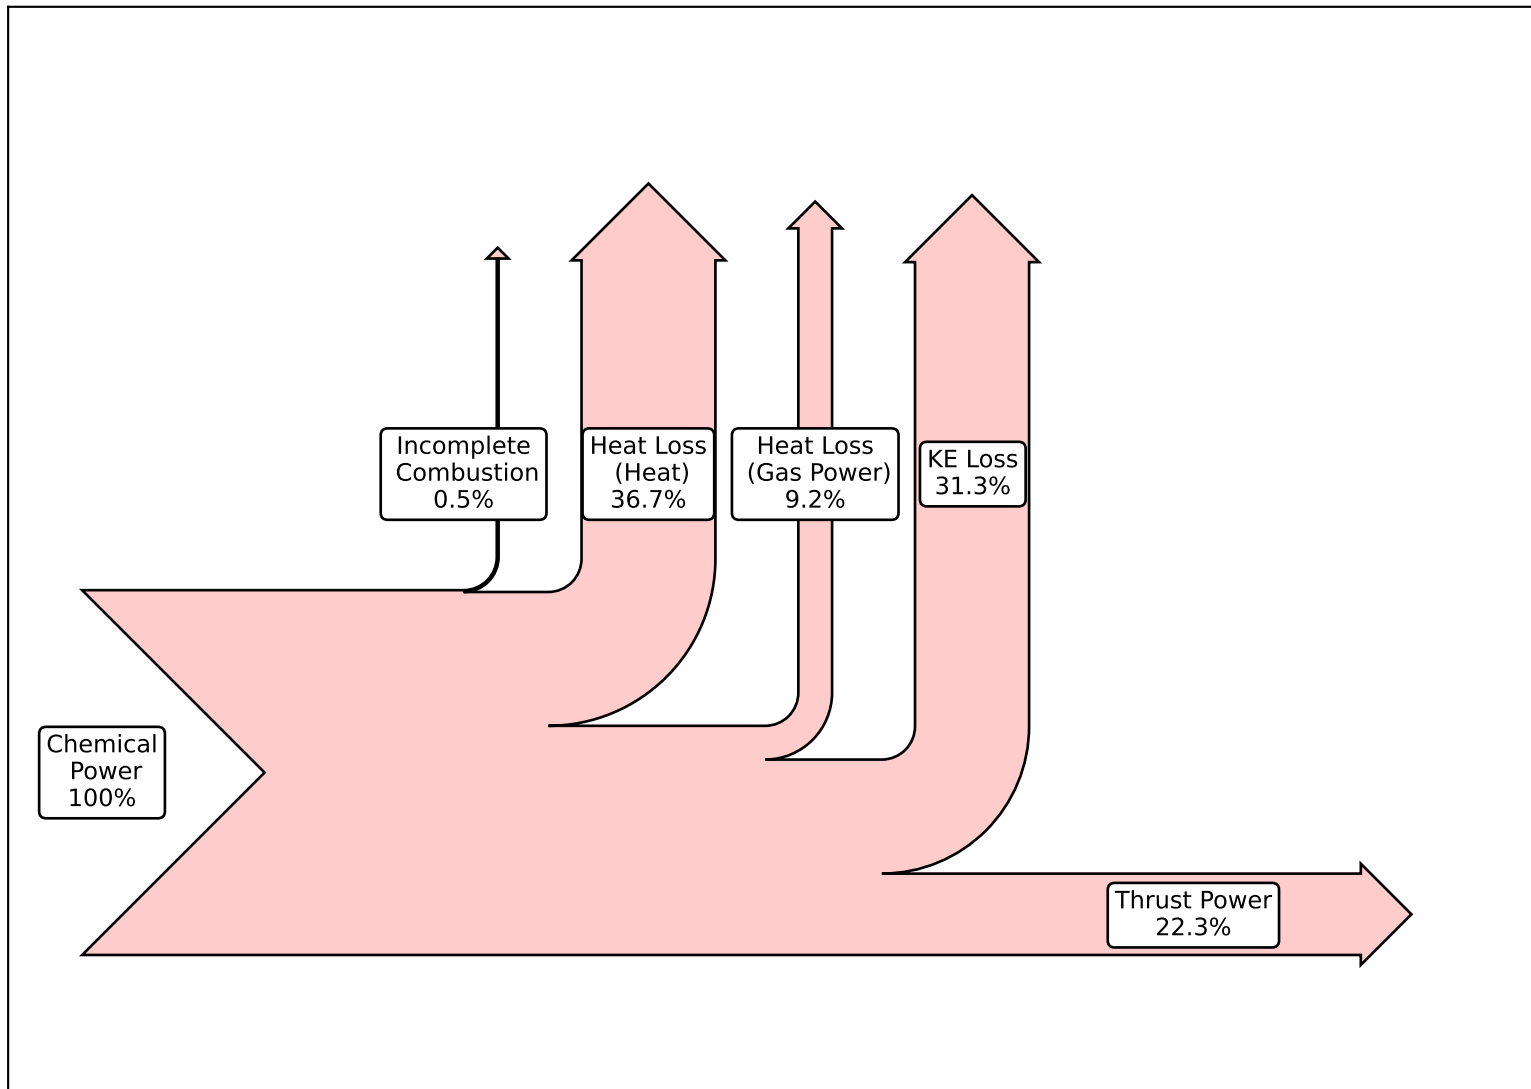 Incomplete
Combustion
0.5%
Heat Loss
(Heat)
36.7%
Heat Loss
(Gas Power)
9.2%
KE Loss
31.3%
Chemical
Power
100%
Thrust Power
22.3%